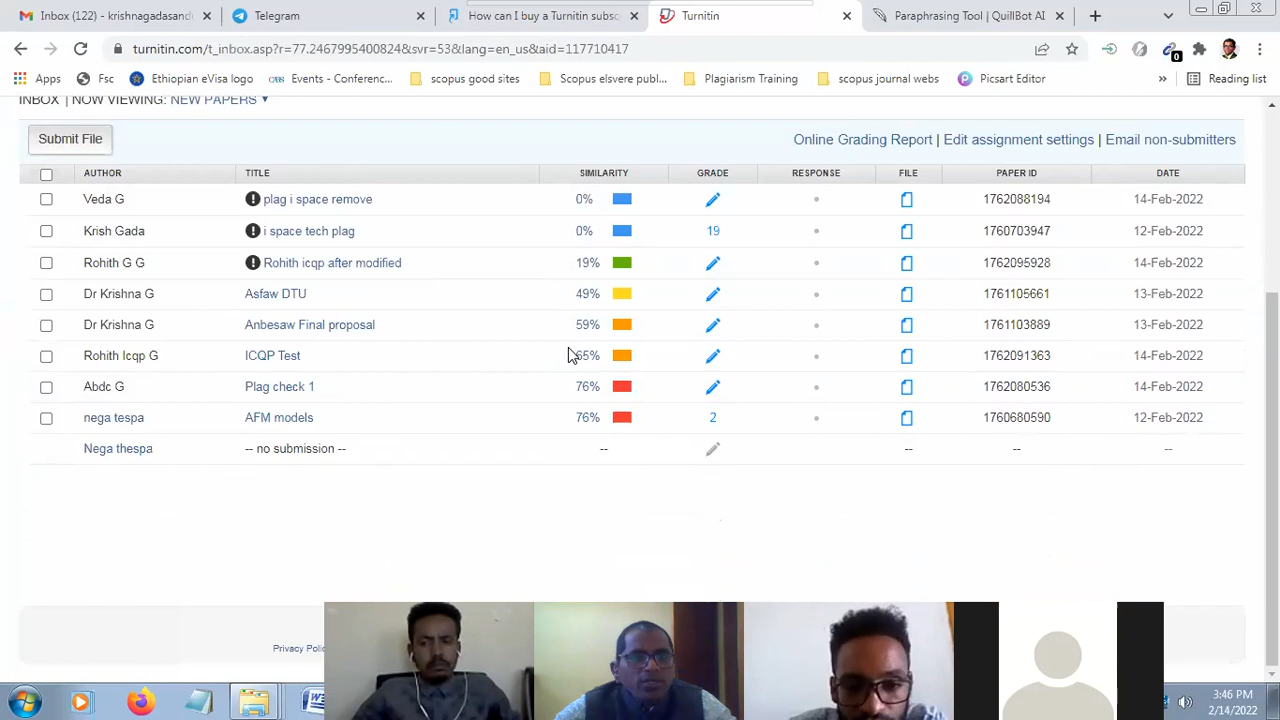 Inbox (122) - krishnagadasand
Telegram
How can I buy a Turnitin subsc
Turnitin
Paraphrasing Tool | QuillBot AI
turnitin.com/t_inbox.asp?r=77.2467995400824&svr=53&lang=en_us&aid=117710417
0
Apps
Fsc
Ethiopian eVisa logo
Events - Conferenc...
scopus good sites
Scopus elsvere publ...
Plagiarism Training
scopus journal webs
Picsart Editor
»
Reading list
INBOX | NOW VIEWING: NEW PAPERS ▼
Submit File
Online Grading Report | Edit assignment settings | Email non-submitters
AUTHOR TITLE SIMILARITY GRADE RESPONSE FILE PAPER ID DATE
Veda G plag i space remove 0% 1762088194 14-Feb-2022
Krish Gada i space tech plag 0% 19 1760703947 12-Feb-2022
Rohith G G Rohith icqp after modified 19% 1762095928 14-Feb-2022
Dr Krishna G Asfaw DTU 49% 1761105661 13-Feb-2022
Dr Krishna G Anbesaw Final proposal 59% 1761103889 13-Feb-2022
Rohith Icqp G ICQP Test 65% 1762091363 14-Feb-2022
Abdc G Plag check 1 76% 1762080536 14-Feb-2022
nega tespa AFM models 76% 2 1760680590 12-Feb-2022
Nega thespa -- no submission -- -- -- -- --
Privacy Polic
3:46 PM
2/14/2022